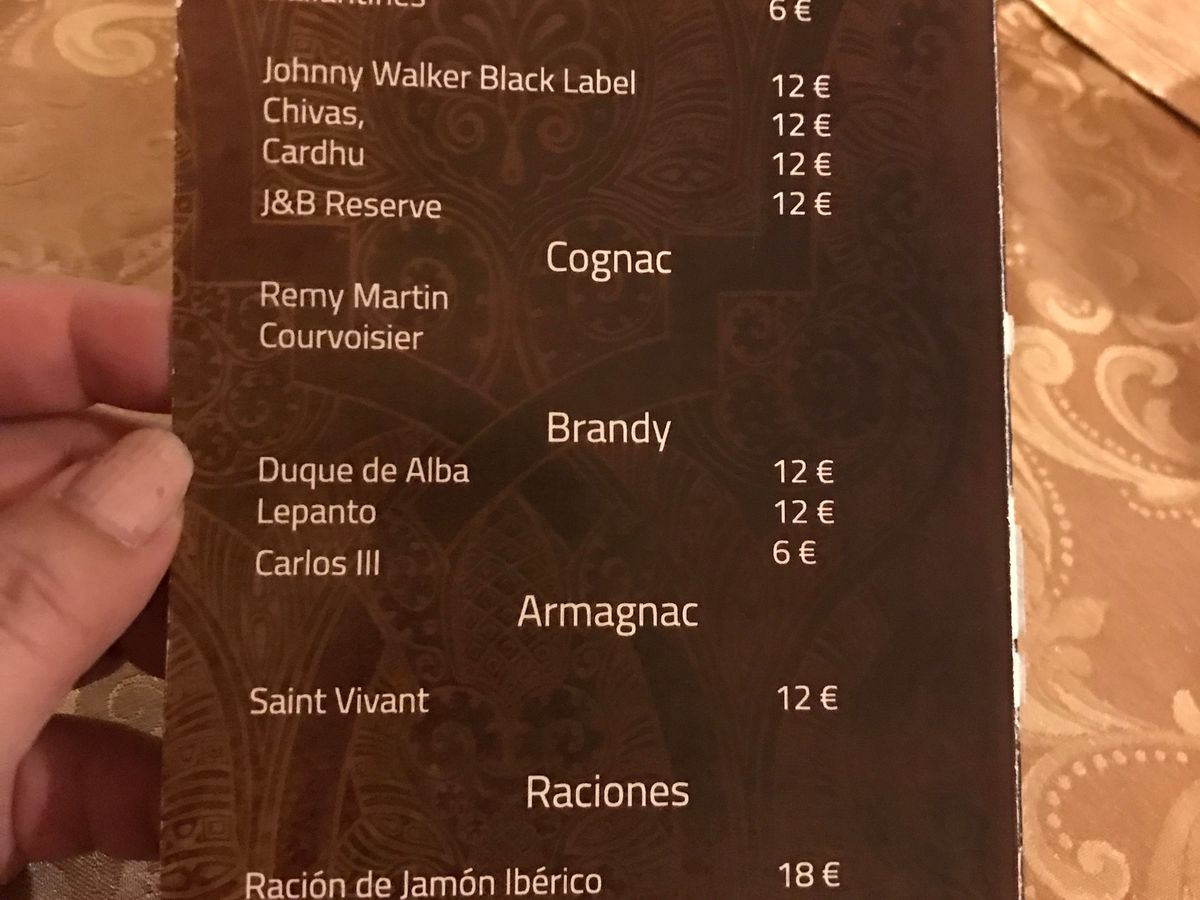 6 €
Johnny Walker Black Label 12 €
Chivas, 12 €
Cardhu 12 €
J&B Reserve 12 €
Cognac
Remy Martin
Courvoisier
Brandy
Duque de Alba 12 €
Lepanto 12 €
Carlos III 6 €
Armagnac
Saint Vivant 12 €
Raciones
Ración de Jamón Ibérico 18 €